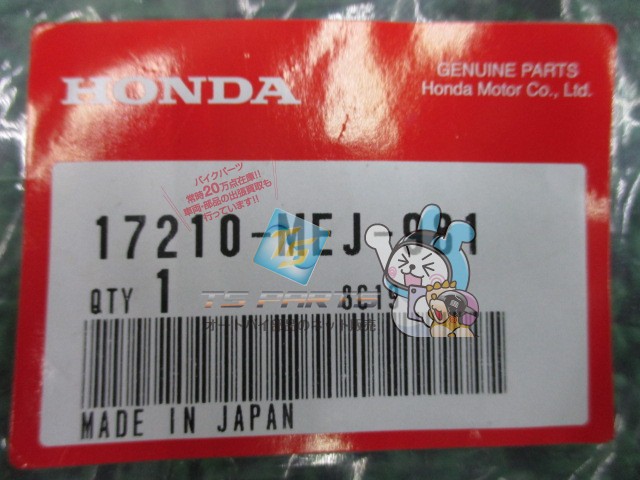 HONDA
GENUINE PARTS
Honda Motor Co., Ltd.
バイクパーツ
常時20万点在庫!!
車両・部品の出張買取も
行っています!!
17210-MEJ-
QTY 1
TS PARTS
MADE IN JAPAN